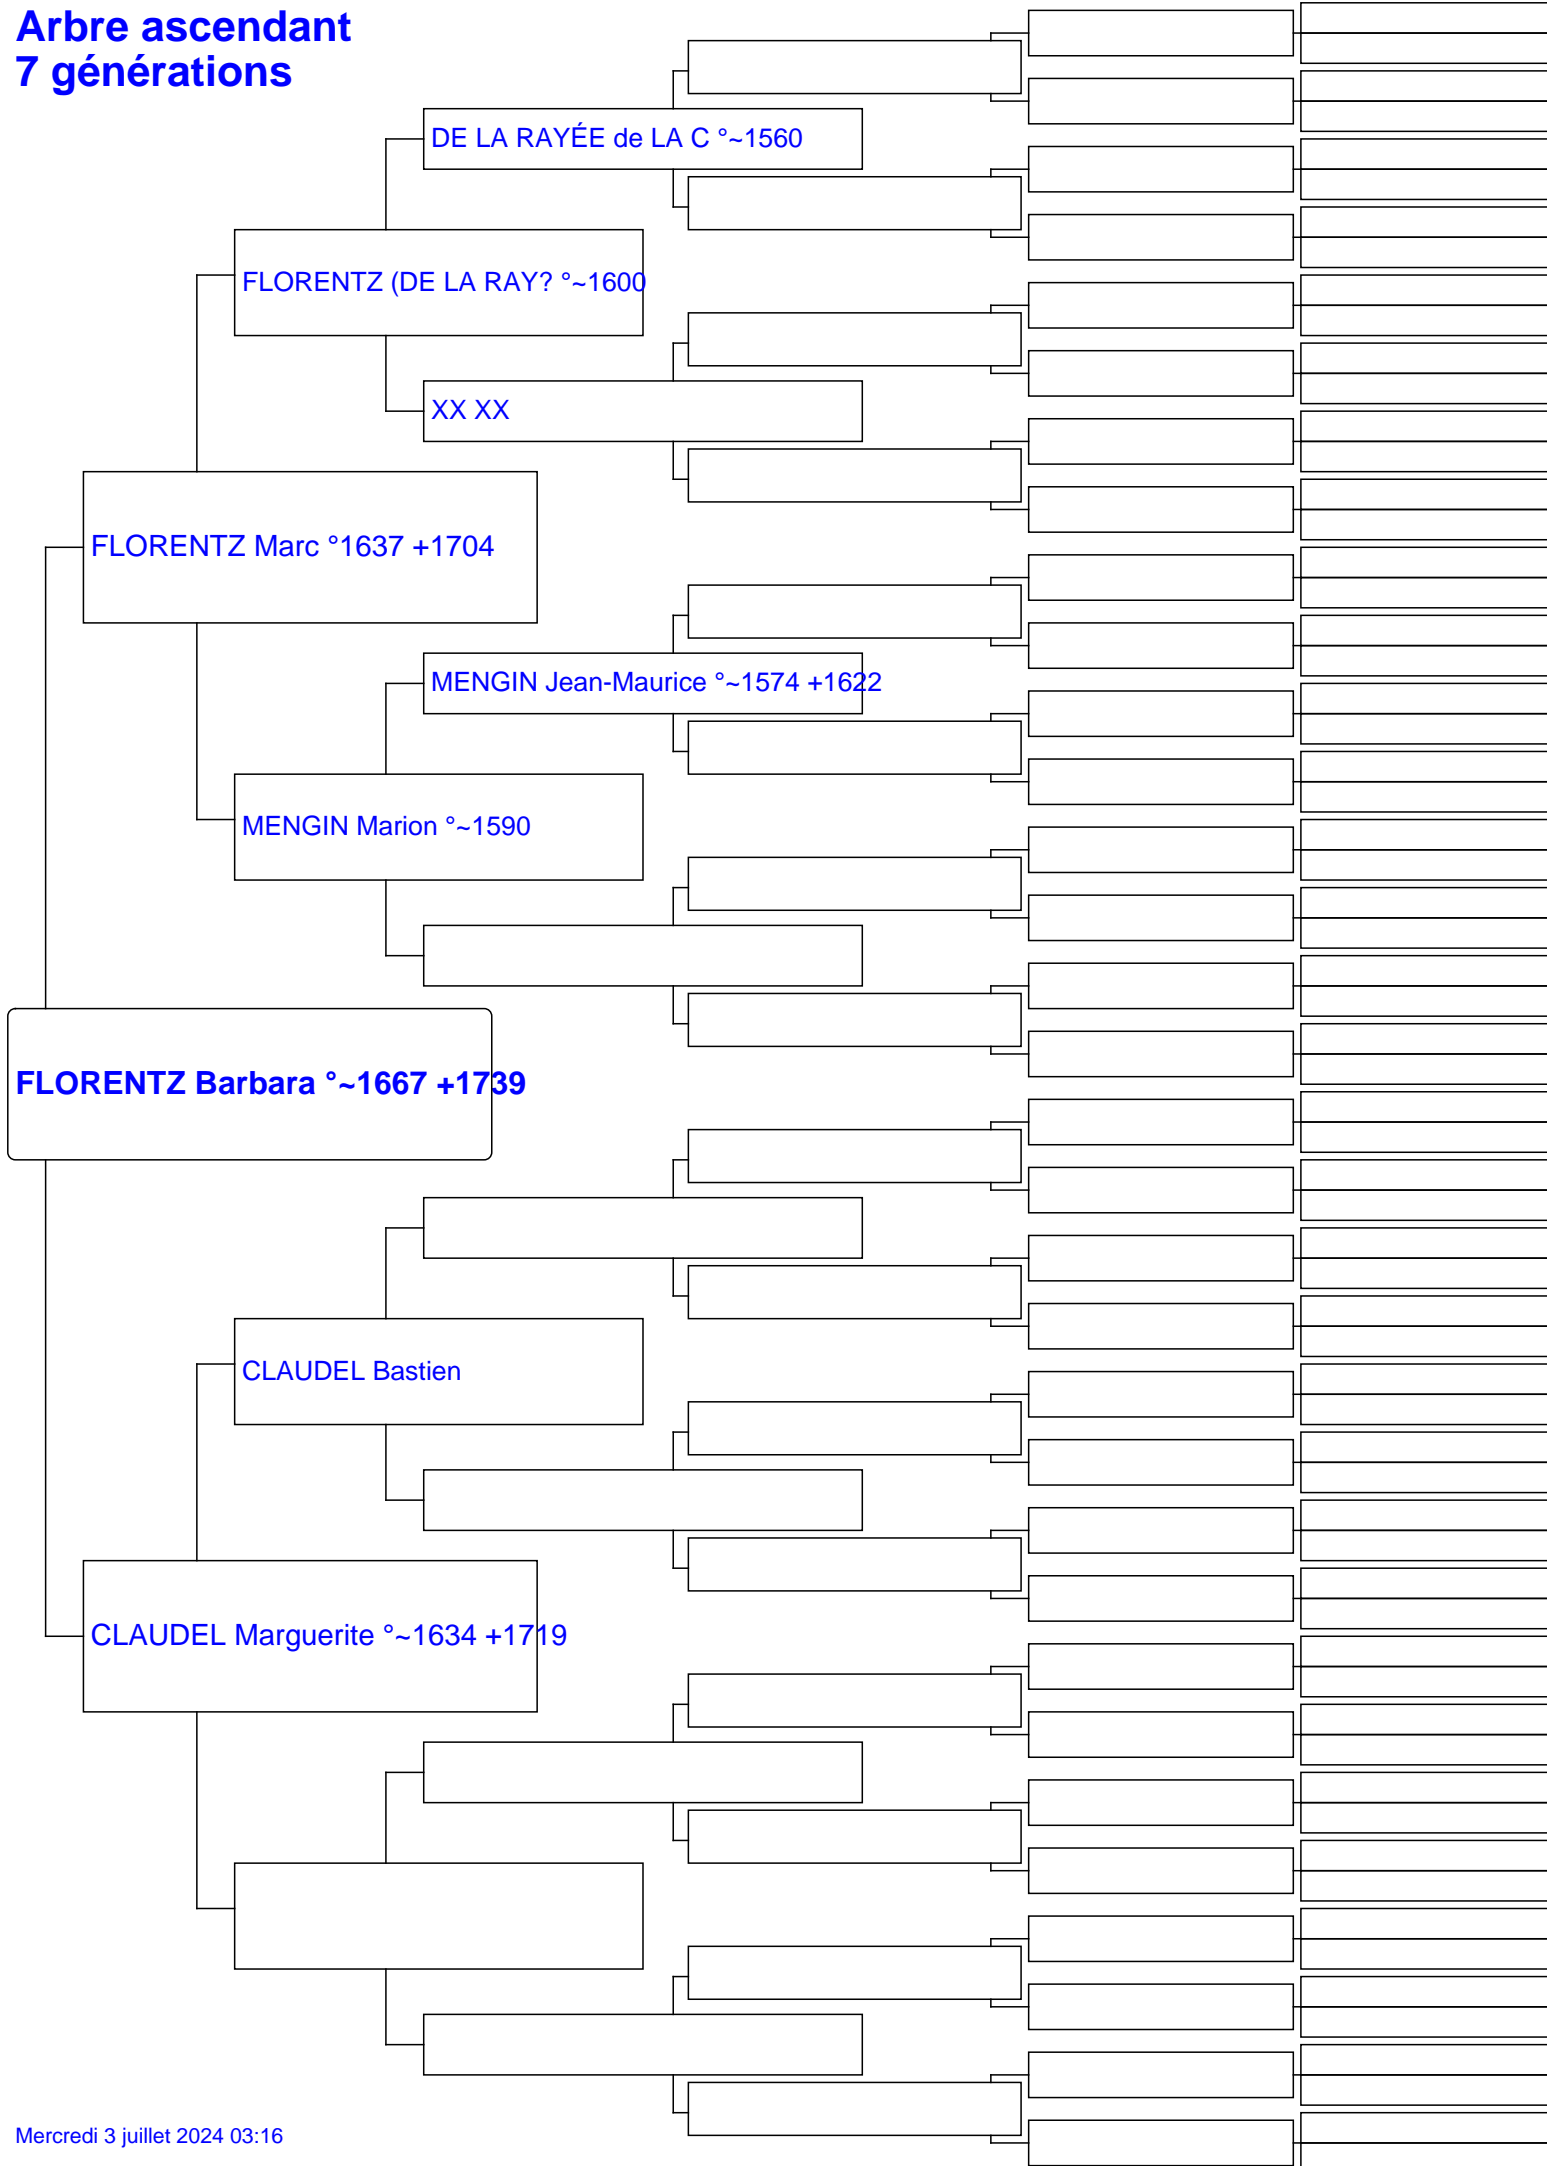 Arbre ascendant
7 générations
DE LA RAYÉE de LA C °~1560
FLORENTZ (DE LA RAY? °~1600
XX XX
FLORENTZ Marc °1637 +1704
MENGIN Jean-Maurice °~1574 +1622
MENGIN Marion °~1590
FLORENTZ Barbara °~1667 +1739
CLAUDEL Bastien
CLAUDEL Marguerite °~1634 +1719
Mercredi 3 juillet 2024 03:16